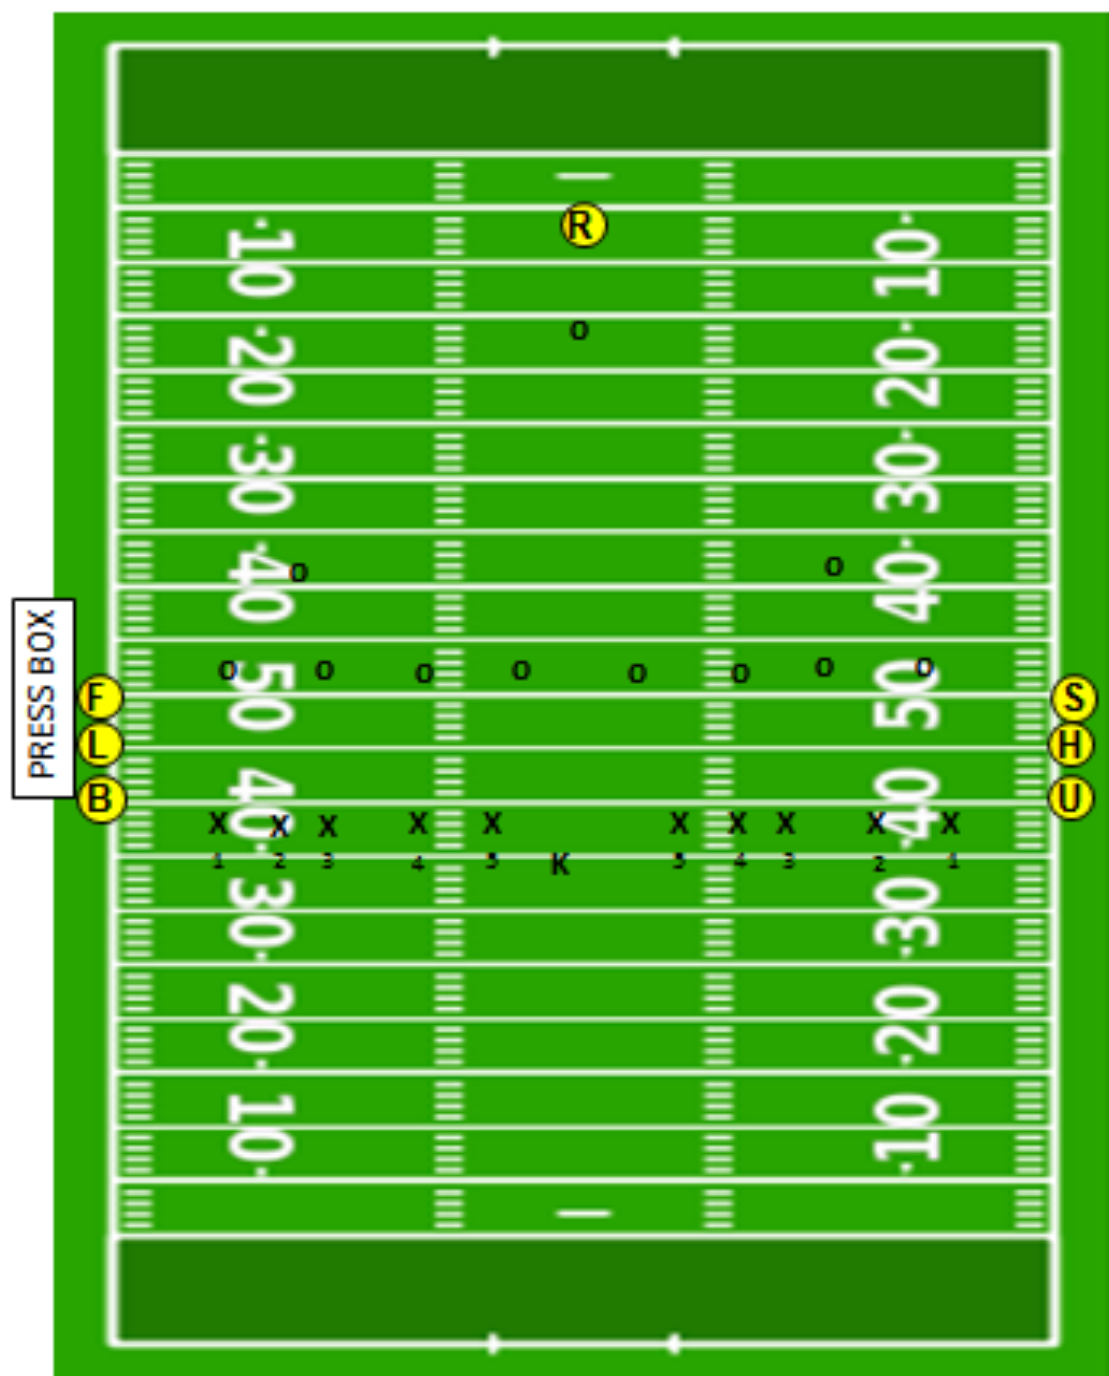 R
10 10
O
20 20
30 30
O O
40 40
PRESS BOX
O O O O O O O O
50 50
F S
L H
B U
40 40
X X X X X X X X X X
1 2 3 4 5 K 5 4 3 2 1
30 30
20 20
10 10